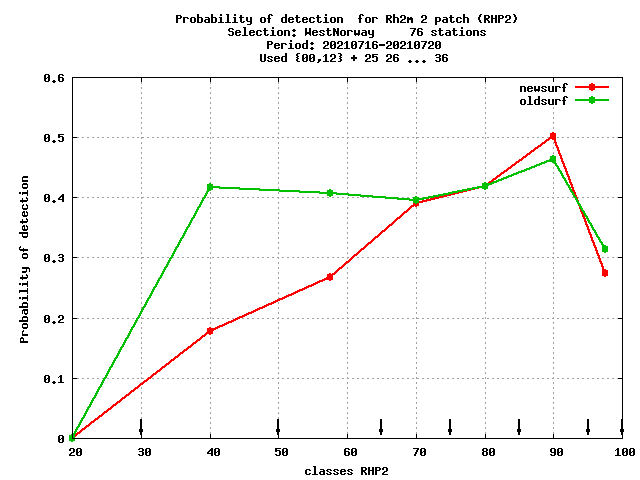 Probability of detection  for Rh2m 2 patch (RHP2)
Selection: WestNorway     76 stations
Period: 20210716-20210720
Used {00,12} + 25 26 ... 36
newsurf
oldsurf
0.6
0.5
0.4
0.3
0.2
0.1
0
Probability of detection
20 30 40 50 60 70 80 90 100
classes RHP2